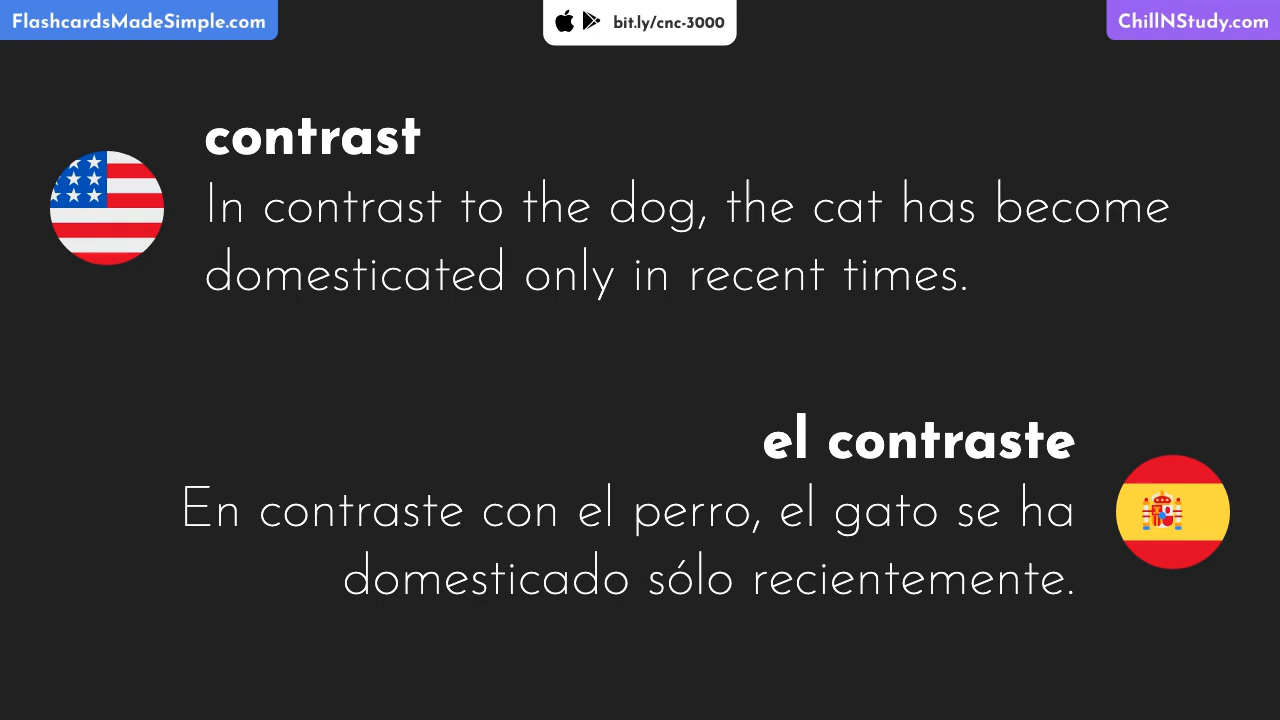 FlashcardsMadeSimple.com
bit.ly/cnc-3000
ChillNStudy.com
contrast
In contrast to the dog, the cat has become
domesticated only in recent times.
el contraste
En contraste con el perro, el gato se ha
domesticado sólo recientemente.